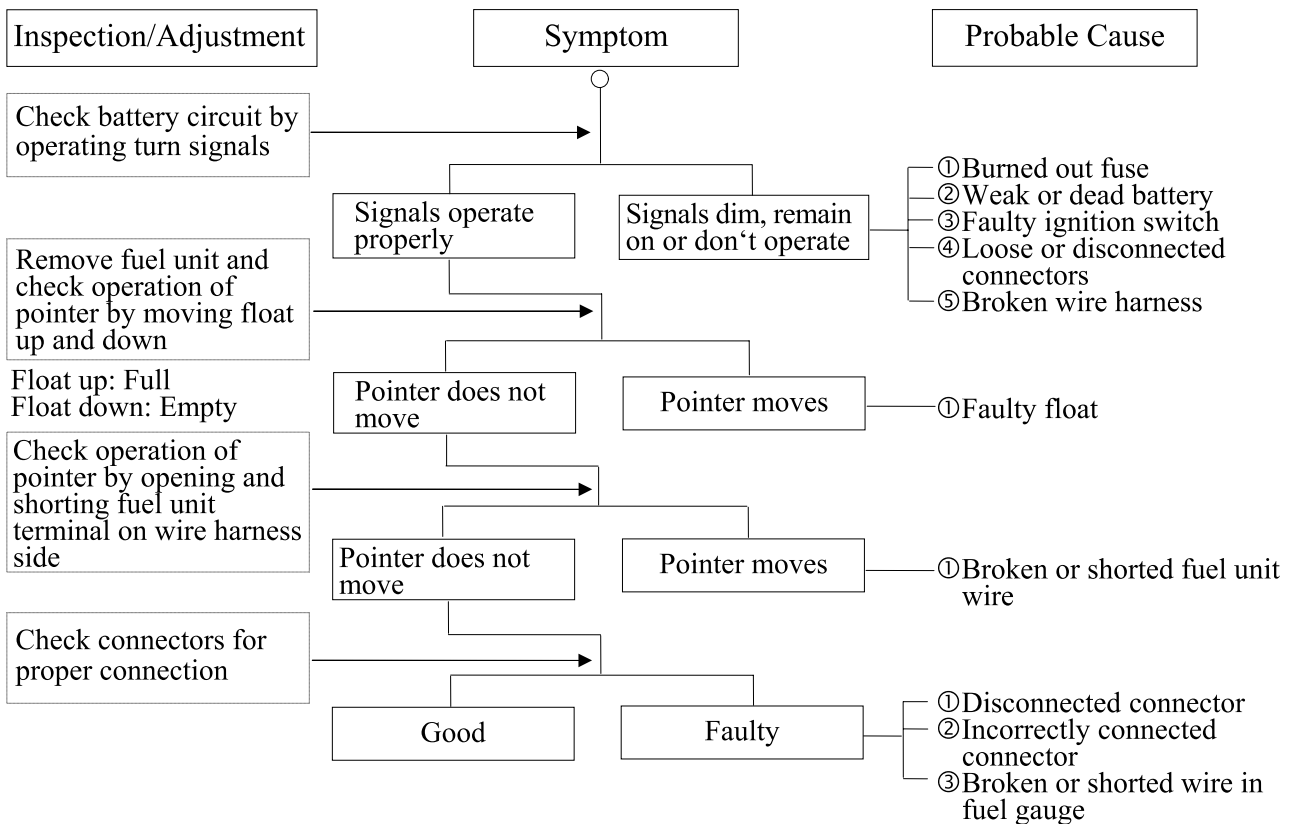 Inspection/Adjustment
Symptom
Probable Cause
Check battery circuit by
operating turn signals
Signals operate
properly
Signals dim, remain
on or don‘t operate
①Burned out fuse
②Weak or dead battery
③Faulty ignition switch
④Loose or disconnected
connectors
⑤Broken wire harness
Remove fuel unit and
check operation of
pointer by moving float
up and down
Float up: Full
Float down: Empty
Pointer does not
move
Pointer moves
①Faulty float
Check operation of
pointer by opening and
shorting fuel unit
terminal on wire harness
side
Pointer does not
move
Pointer moves
①Broken or shorted fuel unit
wire
Check connectors for
proper connection
Good
Faulty
①Disconnected connector
②Incorrectly connected
connector
③Broken or shorted wire in
fuel gauge